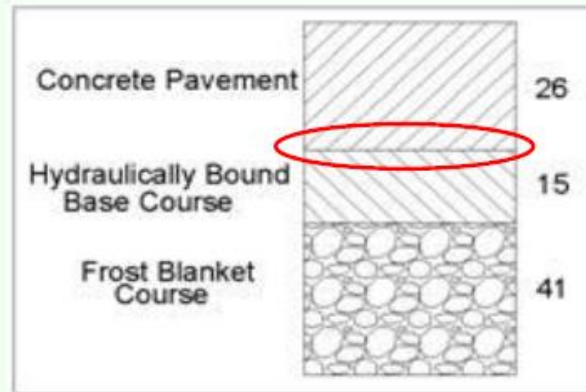 Concrete Pavement
26
Hydraulically Bound
Base Course
15
Frost Blanket
Course
41